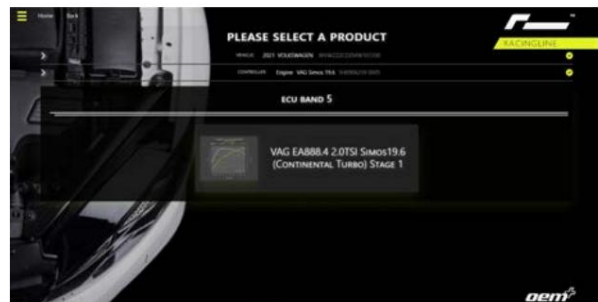 Home Back
PLEASE SELECT A PRODUCT
RACINGLINE
VEHICLE 2021 VOLKSWAGEN
CONTROLLER Engine VAG Simos 19.6
ECU BAND 5
VAG EA888.4 2.0TSI SIMOS19.6
(CONTINENTAL TURBO) STAGE 1
oem+